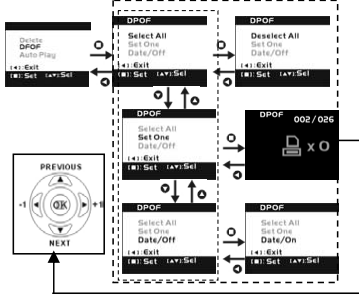 Delete
DPOF
Auto Play
(◄):Exit
(■):Set (▲▼):Sel
DPOF
Select All
Set One
Date/Off
(◄):Exit
(■):Set (▲▼):Sel
DPOF
Deselect All
Set One
Date/Off
(◄):Exit
(■):Set (▲▼):Sel
DPOF
Select All
Set One
Date/Off
(◄):Exit
(■):Set (▲▼):Sel
DPOF
002/026
x 0
PREVIOUS
-1
OK
+1
NEXT
DPOF
Select All
Set One
Date/Off
(◄):Exit
(■):Set (▲▼):Sel
DPOF
Select All
Set One
Date/On
(◄):Exit
(■):Set (▲▼):Sel